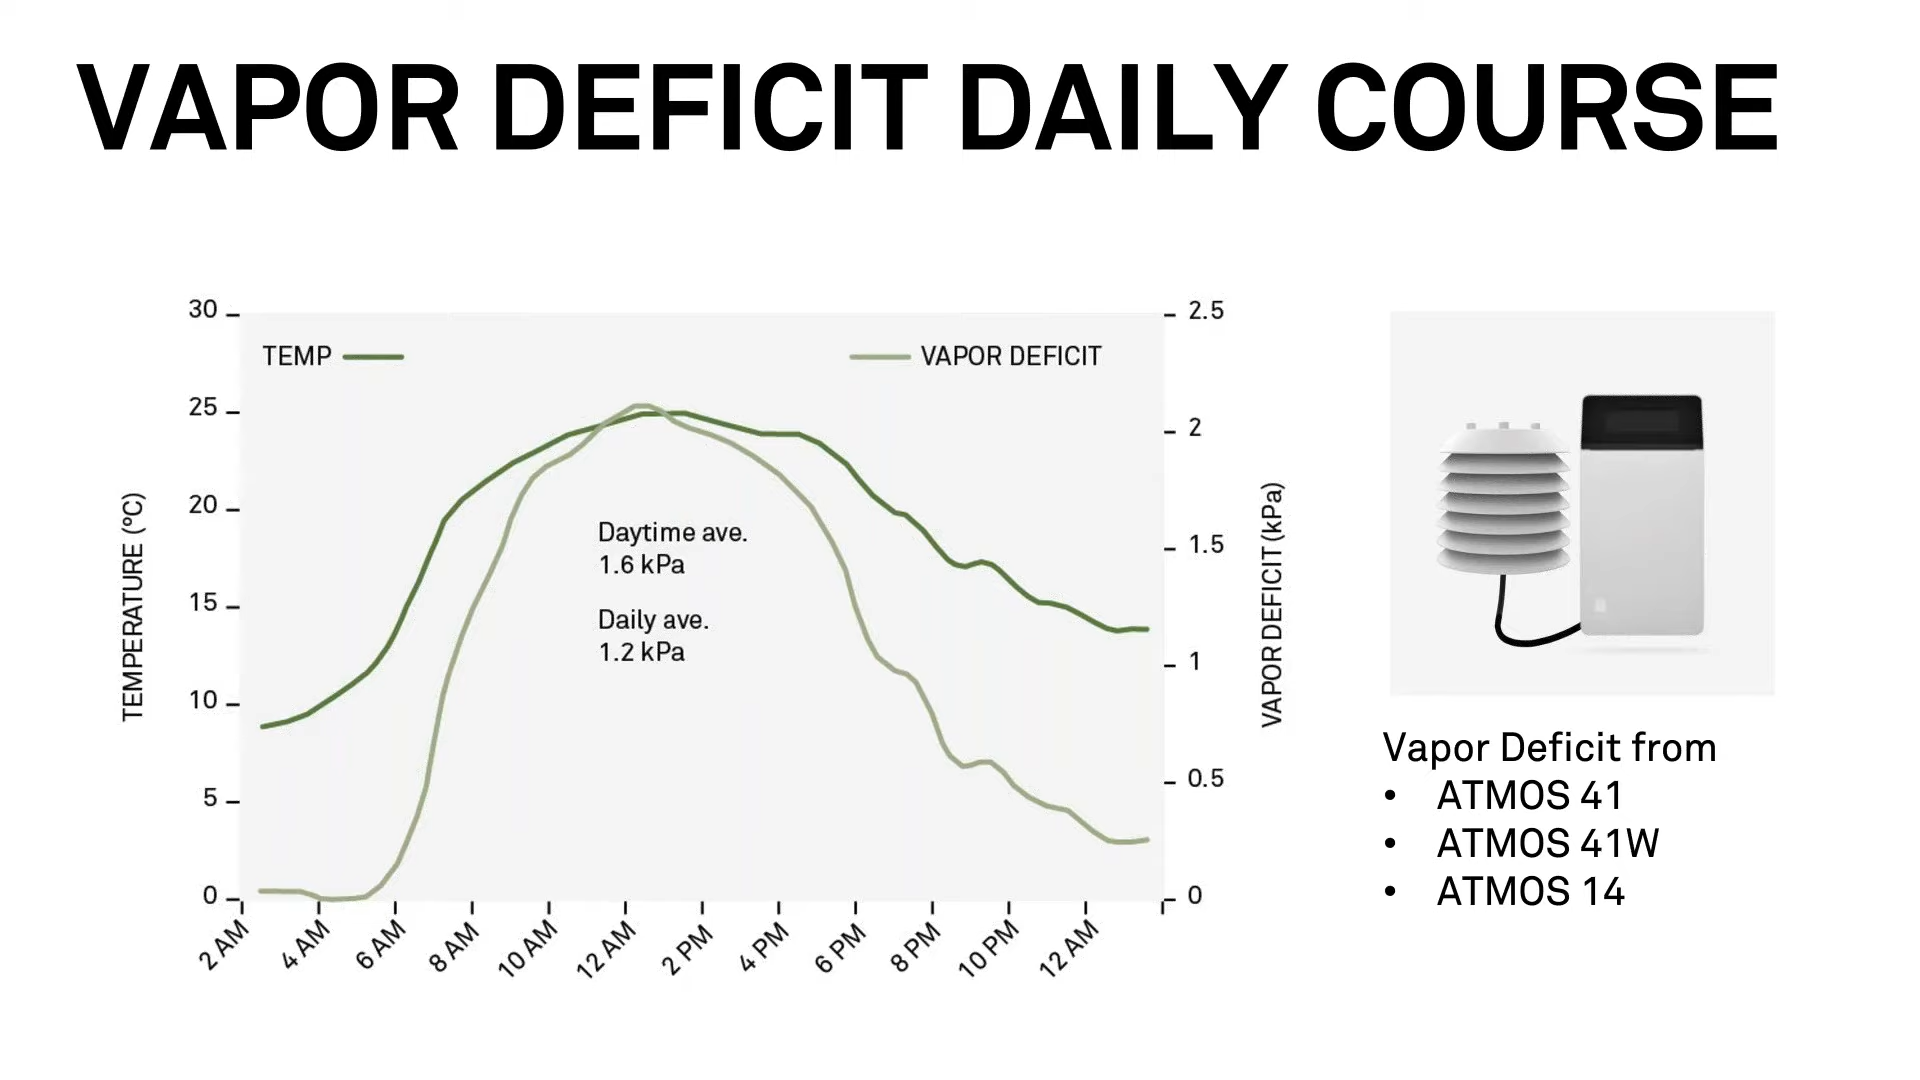 VAPOR DEFICIT DAILY COURSE
TEMP
VAPOR DEFICIT
TEMPERATURE (ºC)
30
25
20
15
10
5
0
Daytime ave.
1.6 kPa
Daily ave.
1.2 kPa
2.5
2
1.5
1
0.5
0
VAPOR DEFICIT (kPa)
2 AM
4 AM
6 AM
8 AM
10 AM
12 AM
2 PM
4 PM
6 PM
8 PM
10 PM
12 AM
Vapor Deficit from
• ATMOS 41
• ATMOS 41W
• ATMOS 14